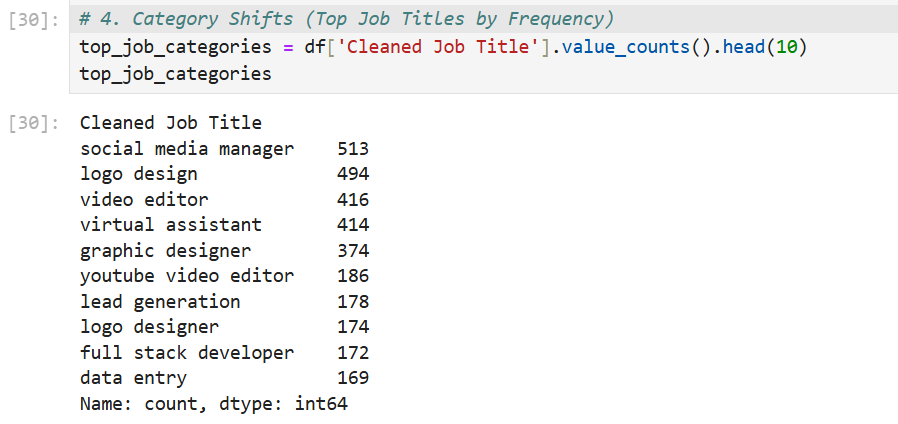 [30]: # 4. Category Shifts (Top Job Titles by Frequency)
top_job_categories = df['Cleaned Job Title'].value_counts().head(10)
top_job_categories
[30]: Cleaned Job Title
social media manager    513
logo design             494
video editor            416
virtual assistant       414
graphic designer        374
youtube video editor    186
lead generation         178
logo designer           174
full stack developer    172
data entry              169
Name: count, dtype: int64